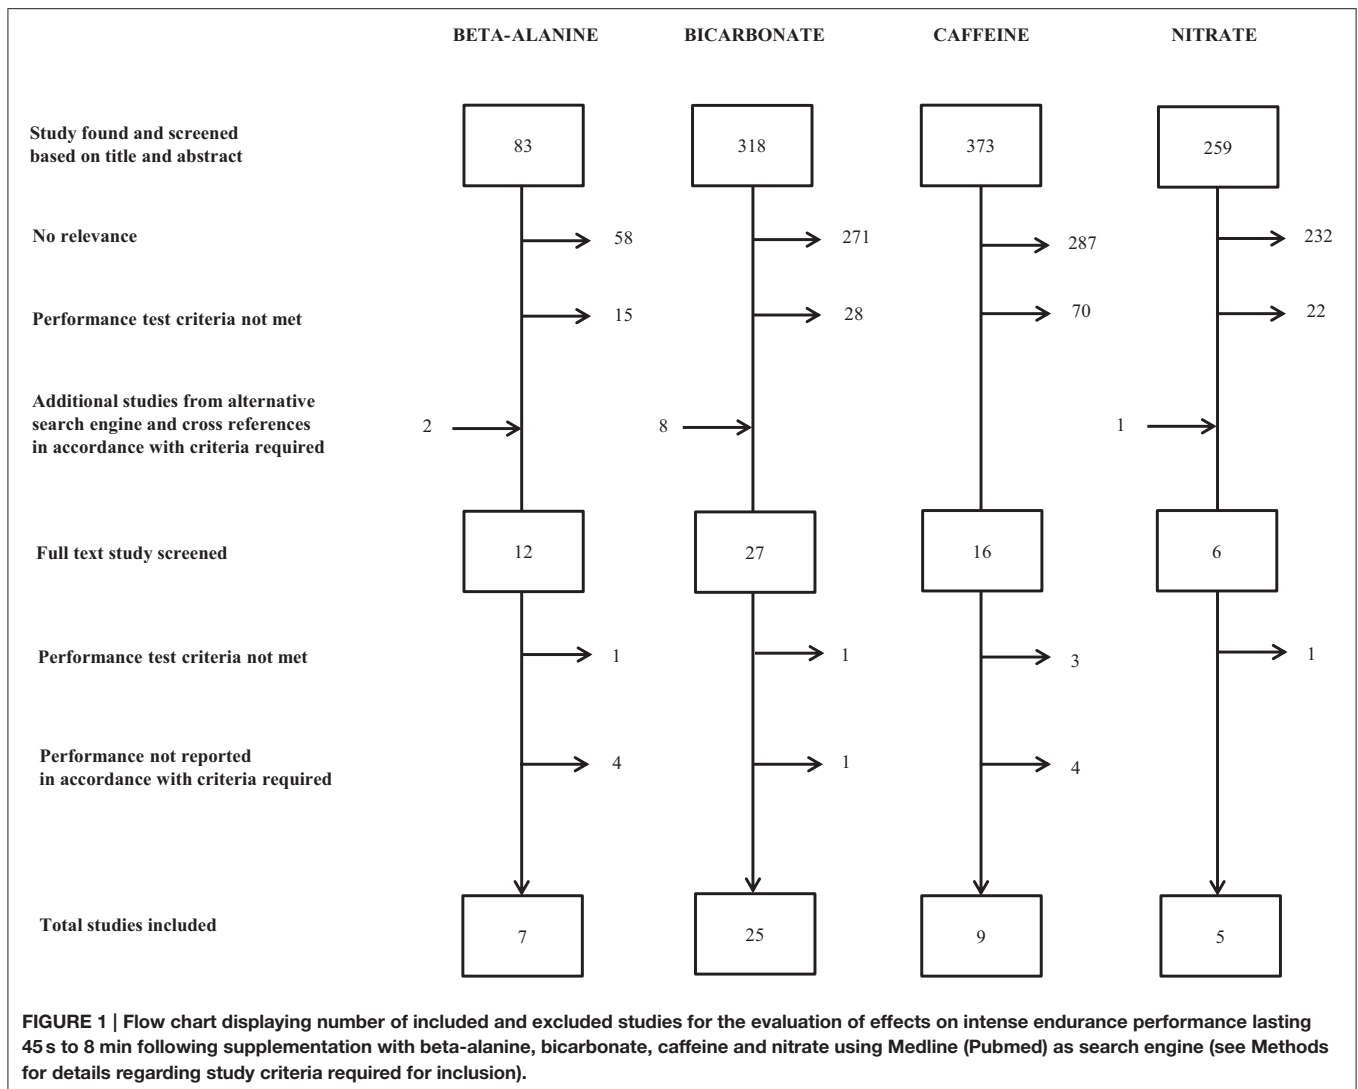 BETA-ALANINE BICARBONATE CAFFEINE NITRATE
Study found and screened
based on title and abstract
83 318 373 259
No relevance 58 271 287 232
Performance test criteria not met 15 28 70 22
Additional studies from alternative
search engine and cross references
in accordance with criteria required
2 8 1
Full text study screened 12 27 16 6
Performance test criteria not met 1 1 3 1
Performance not reported
in accordance with criteria required
4 1 4
Total studies included 7 25 9 5
FIGURE 1 | Flow chart displaying number of included and excluded studies for the evaluation of effects on intense endurance performance lasting
45 s to 8 min following supplementation with beta-alanine, bicarbonate, caffeine and nitrate using Medline (Pubmed) as search engine (see Methods
for details regarding study criteria required for inclusion).